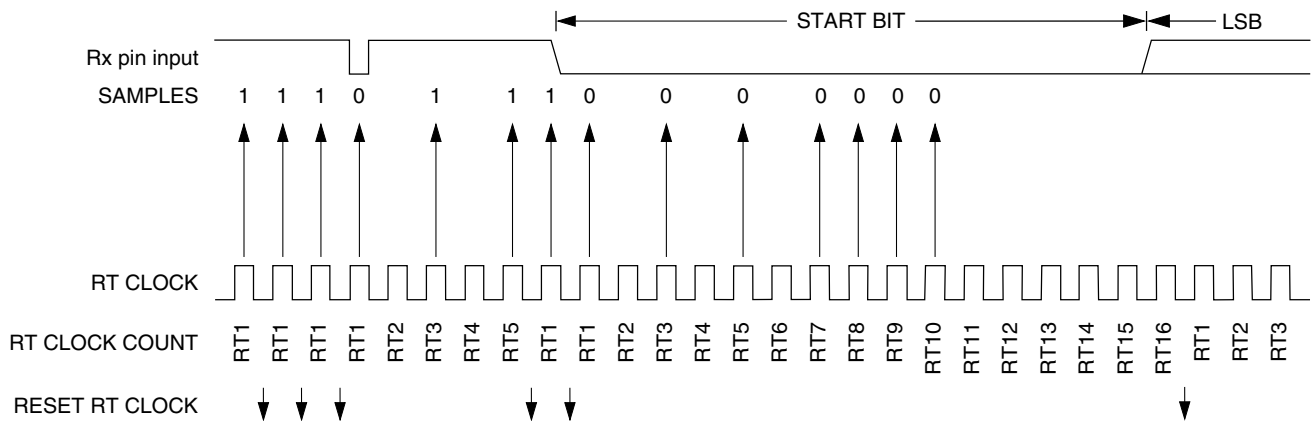 START BIT
LSB
Rx pin input
SAMPLES 1 1 1 0 1 1 1 0 0 0 0 0 0 0
RT CLOCK
RT CLOCK COUNT RT1 RT1 RT1 RT1 RT2 RT3 RT4 RT5 RT1 RT1 RT2 RT3 RT4 RT5 RT6 RT7 RT8 RT9 RT10 RT11 RT12 RT13 RT14 RT15 RT16 RT1 RT2 RT3
RESET RT CLOCK